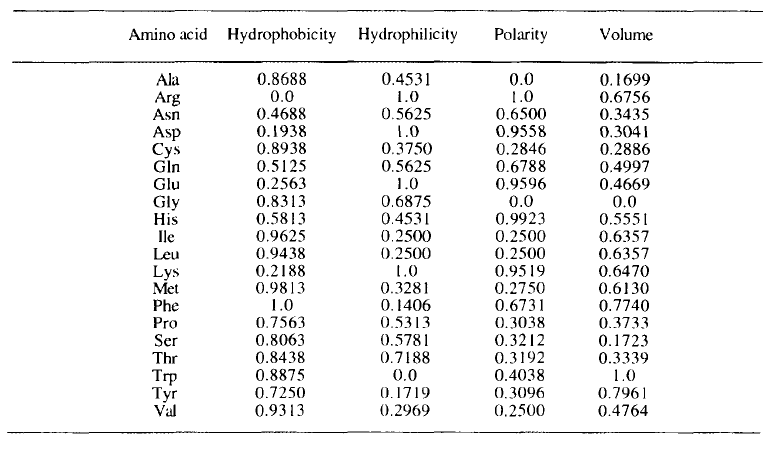 Amino acid Hydrophobicity Hydrophilicity Polarity Volume
Ala 0.8688 0.4531 0.0 0.1699
Arg 0.0 1.0 1.0 0.6756
Asn 0.4688 0.5625 0.6500 0.3435
Asp 0.1938 1.0 0.9558 0.3041
Cys 0.8938 0.3750 0.2846 0.2886
Gln 0.5125 0.5625 0.6788 0.4997
Glu 0.2563 1.0 0.9596 0.4669
Gly 0.8313 0.6875 0.0 0.0
His 0.5813 0.4531 0.9923 0.5551
Ile 0.9625 0.2500 0.2500 0.6357
Leu 0.9438 0.2500 0.2500 0.6357
Lys 0.2188 1.0 0.9519 0.6470
Met 0.9813 0.3281 0.2750 0.6130
Phe 1.0 0.1406 0.6731 0.7740
Pro 0.7563 0.5313 0.3038 0.3733
Ser 0.8063 0.5781 0.3212 0.1723
Thr 0.8438 0.7188 0.3192 0.3339
Trp 0.8875 0.0 0.4038 1.0
Tyr 0.7250 0.1719 0.3096 0.7961
Val 0.9313 0.2969 0.2500 0.4764